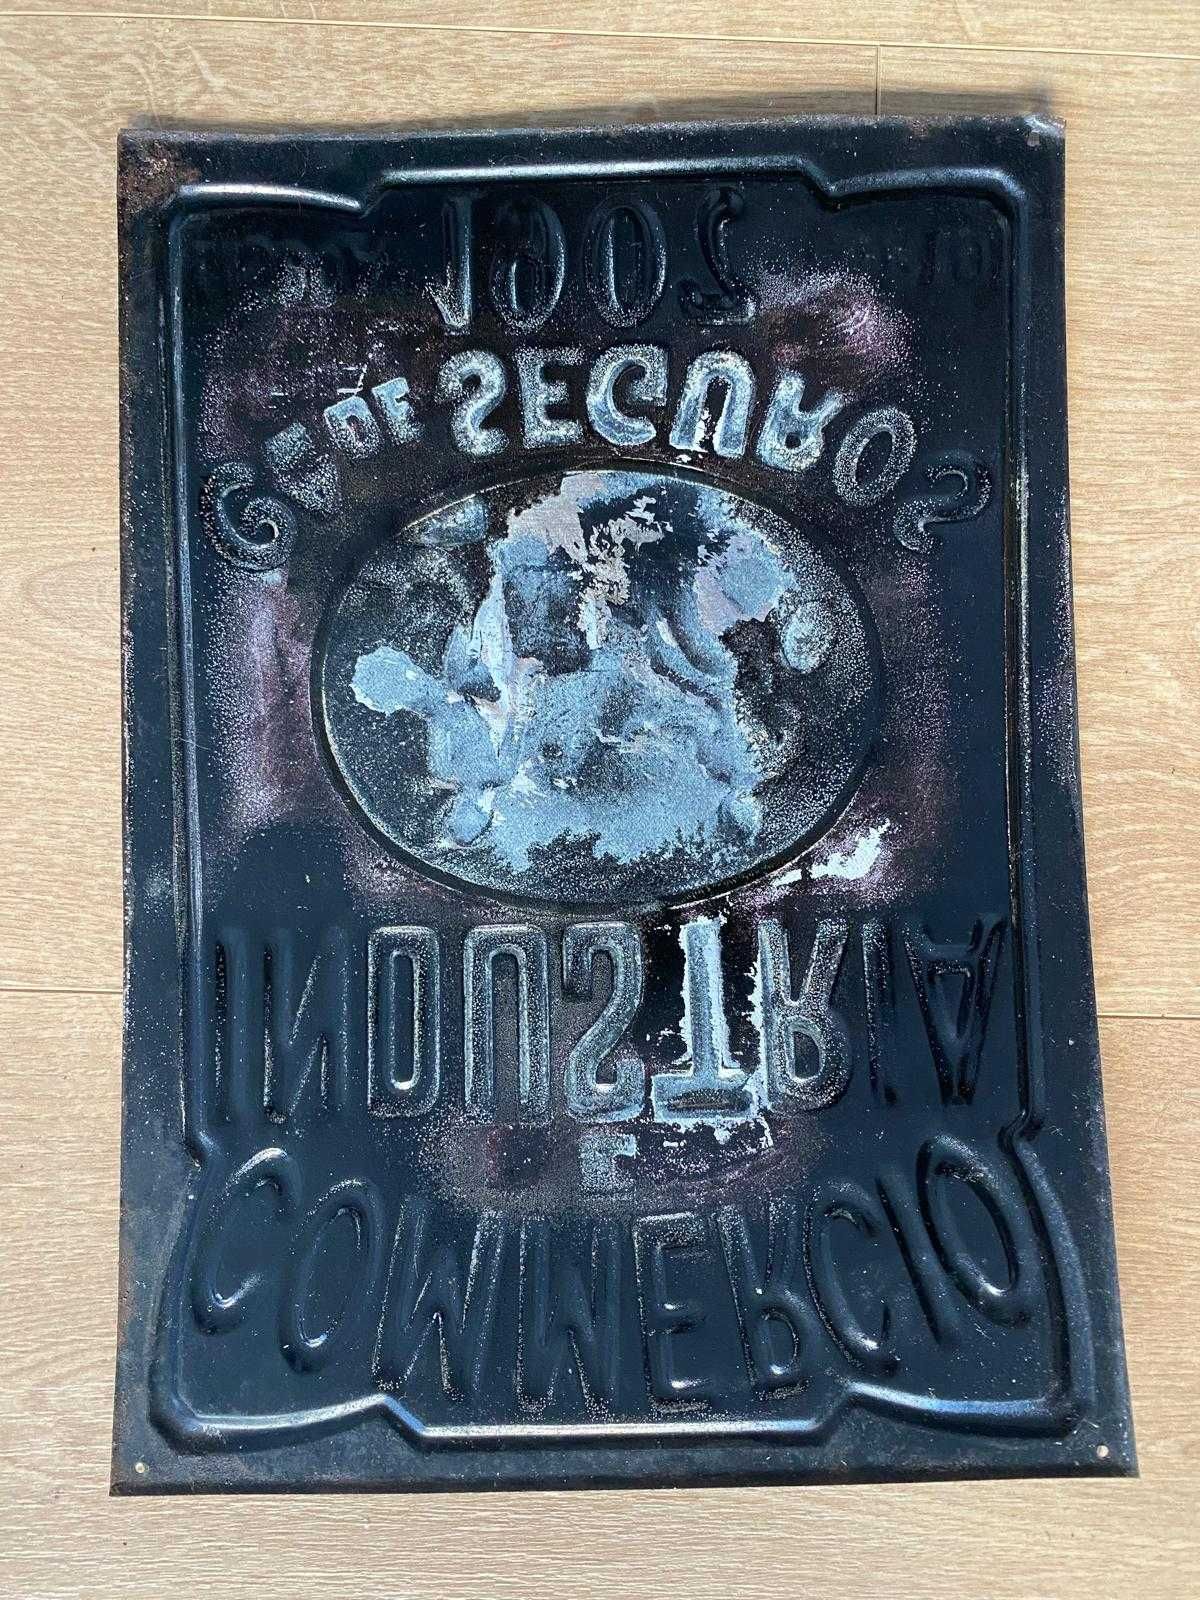 COMMERCIO
E
INDUSTRIA
Cª DE SEGUROS
1907